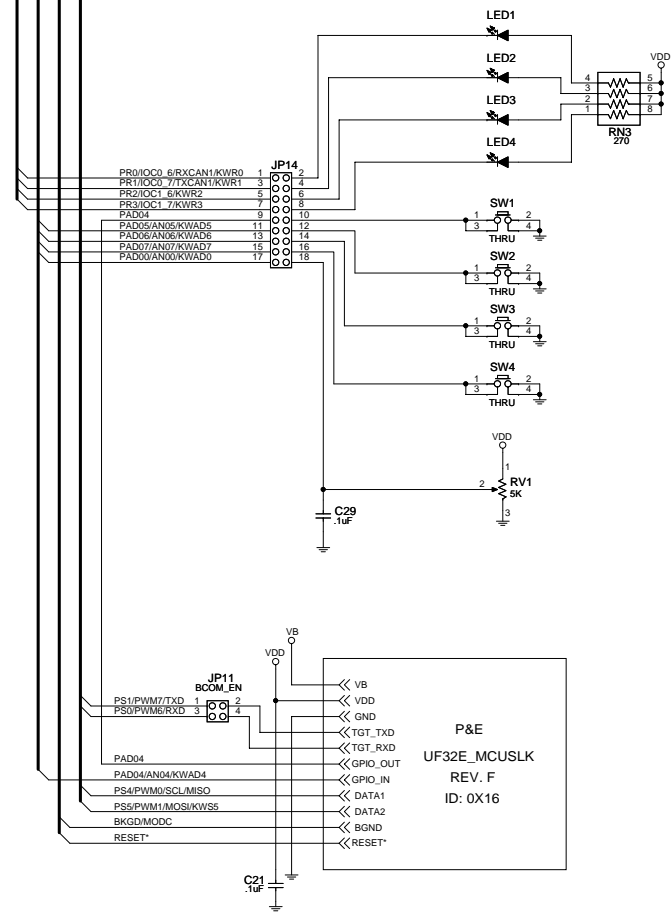 LED1
LED2
LED3
LED4
VDD
4 5
3 6
2 7
1 8
RN3
270
JP14
PR0/IOC0_6/RXCAN1/KWR0 1 2
PR1/IOC0_7/TXCAN1/KWR1 3 4
PR2/IOC1_6/KWR2 5 6
PR3/IOC1_7/KWR3 7 8
PAD04 9 10
PAD05/AN05/KWAD5 11 12
PAD06/AN06/KWAD6 13 14
PAD07/AN07/KWAD7 15 16
PAD00/AN00/KWAD0 17 18
SW1
1 2
3 4
THRU
SW2
1 2
3 4
THRU
SW3
1 2
3 4
THRU
SW4
1 2
3 4
THRU
VDD
1
2 RV1
5K
3
C29
.1uF
VB
VDD
JP11
BCOM_EN
PS1/PWM7/TXD 1 2
PS0/PWM6/RXD 3 4
VB
VDD
GND
TGT_TXD
TGT_RXD
PAD04 GPIO_OUT
PAD04/AN04/KWAD4 GPIO_IN
PS4/PWM0/SCL/MISO DATA1
PS5/PWM1/MOSI/KWS5 DATA2
BKGD/MODC BGND
RESET* RESET*
P&E
UF32E_MCUSLK
REV. F
ID: 0X16
C21
.1uF